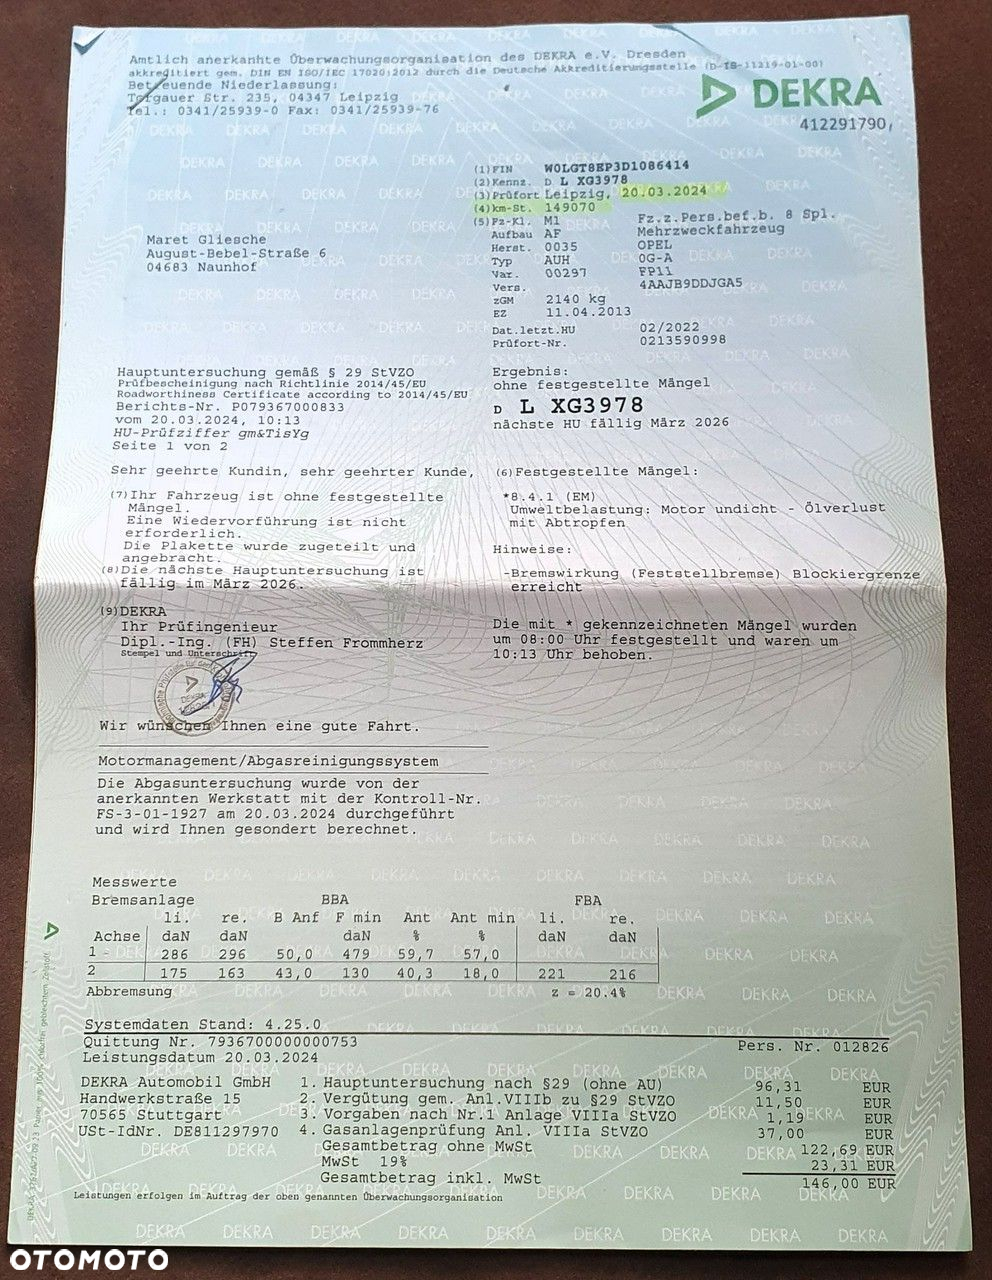 Amtlich anerkannte Überwachungsorganisation des DEKRA e.V. Dresden
akkreditiert gem. DIN EN ISO/IEC 17020:2012 durch die Deutsche Akkreditierungsstelle (D-IS-11219-01-00)
Betreuende Niederlassung:
Torgauer Str. 235, 04347 Leipzig
Tel.: 0341/25939-0 Fax: 0341/25939-76
DEKRA
412291790,
(1) FIN W0LGT8EP3D1086414
(2) Kennz. D L XG3978
(3) Prüfort Leipzig, 20.03.2024
(4) km-St. 149070
(5) Fz-Kl. M1 Fz.z.Pers.bef.b. 8 Spl.
Aufbau AF Mehrzweckfahrzeug
Herst. 0035 OPEL
Typ AUH 0G-A
Var. 00297 FP11
Vers. 4AAJB9DDJGA5
zGM 2140 kg
EZ 11.04.2013
Dat.letzt.HU 02/2022
Prüfort-Nr. 0213590998
Maret Gliesche
August-Bebel-Straße 6
04683 Naunhof
Hauptuntersuchung gemäß § 29 StVZO
Prüfbescheinigung nach Richtlinie 2014/45/EU
Roadworthiness Certificate according to 2014/45/EU
Berichts-Nr. P079367000833
vom 20.03.2024, 10:13
HU-Prüfziffer gm&TisYg
Seite 1 von 2
Ergebnis:
ohne festgestellte Mängel
D L XG3978
nächste HU fällig März 2026
Sehr geehrte Kundin, sehr geehrter Kunde,
(7) Ihr Fahrzeug ist ohne festgestellte
Mängel.
Eine Wiedervorführung ist nicht
erforderlich.
Die Plakette wurde zugeteilt und
angebracht.
(8) Die nächste Hauptuntersuchung ist
fällig im März 2026.
(9) DEKRA
Ihr Prüfingenieur
Dipl.-Ing. (FH) Steffen Frommherz
Stempel und Unterschrift
(6) Festgestellte Mängel:
*8.4.1 (EM)
Umweltbelastung: Motor undicht - Ölverlust
mit Abtropfen
Hinweise:
-Bremswirkung (Feststellbremse) Blockiergrenze
erreicht
Die mit * gekennzeichneten Mängel wurden
um 08:00 Uhr festgestellt und waren um
10:13 Uhr behoben.
Wir wünschen Ihnen eine gute Fahrt.
Motormanagement/Abgasreinigungssystem
Die Abgasuntersuchung wurde von der
anerkannten Werkstatt mit der Kontroll-Nr.
FS-3-01-1927 am 20.03.2024 durchgeführt
und wird Ihnen gesondert berechnet.
Messwerte
Bremsanlage BBA FBA
li. re. B Anf F min Ant Ant min li. re.
Achse daN daN daN % % daN daN
1 286 296 50,0 479 59,7 57,0
2 175 163 43,0 130 40,3 18,0 221 216
Abbremsung z = 20.4%
Systemdaten Stand: 4.25.0
Quittung Nr. 7936700000000753 Pers. Nr. 012826
Leistungsdatum 20.03.2024
DEKRA Automobil GmbH 1. Hauptuntersuchung nach §29 (ohne AU) 96,31 EUR
Handwerkstraße 15 2. Vergütung gem. Anl.VIIIb zu §29 StVZO 11,50 EUR
70565 Stuttgart 3. Vorgaben nach Nr.1 Anlage VIIIa StVZO 1,19 EUR
USt-IdNr. DE811297970 4. Gasanlagenprüfung Anl. VIIIa StVZO 37,00 EUR
Gesamtbetrag ohne MwSt 122,69 EUR
MwSt 19% 23,31 EUR
Gesamtbetrag inkl. MwSt 146,00 EUR
Leistungen erfolgen im Auftrag der oben genannten Überwachungsorganisation
OTOMOTO